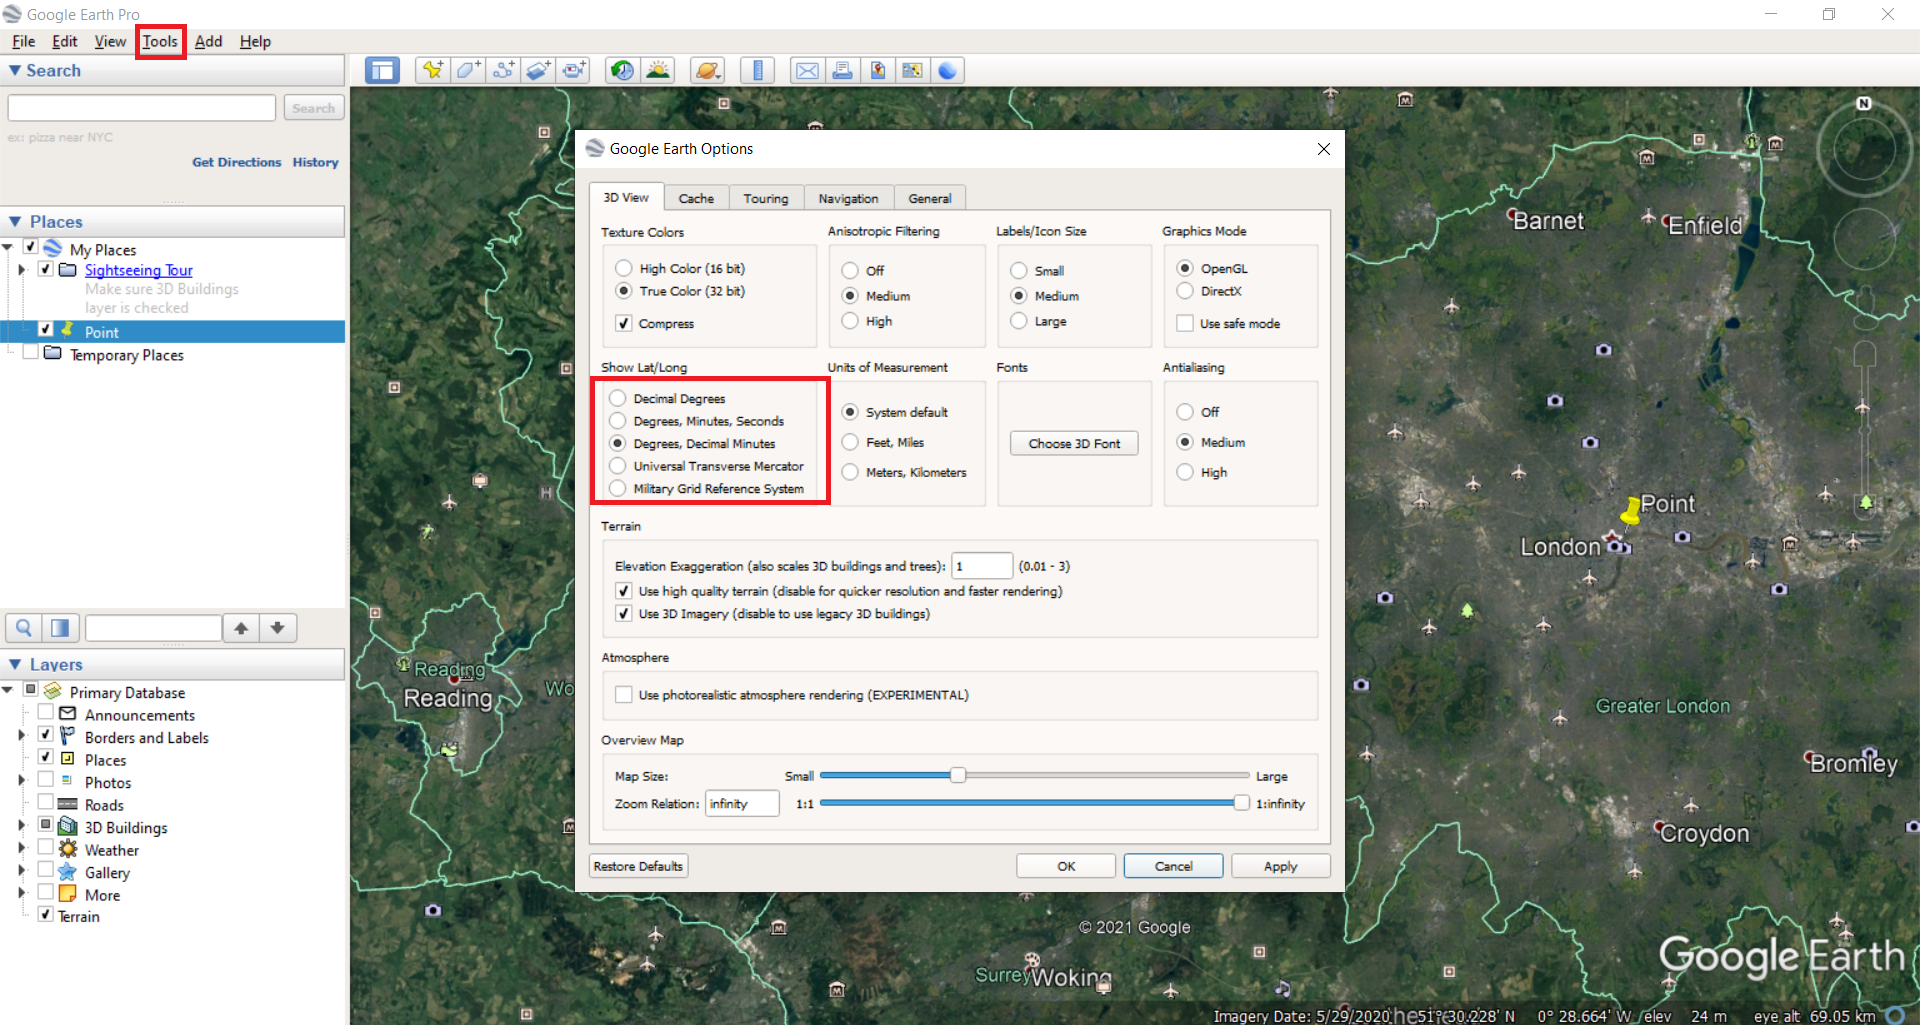 Google Earth Pro
File Edit View Tools Add Help
Search
Search
ex: pizza near NYC
Get Directions History
Places
My Places
Sightseeing Tour
Make sure 3D Buildings
layer is checked
Point
Temporary Places
Layers
Primary Database
Announcements
Borders and Labels
Places
Photos
Roads
3D Buildings
Weather
Gallery
More
Terrain
Google Earth Options
3D View Cache Touring Navigation General
Texture Colors
High Color (16 bit)
True Color (32 bit)
Compress
Anisotropic Filtering
Off
Medium
High
Labels/Icon Size
Small
Medium
Large
Graphics Mode
OpenGL
DirectX
Use safe mode
Show Lat/Long
Decimal Degrees
Degrees, Minutes, Seconds
Degrees, Decimal Minutes
Universal Transverse Mercator
Military Grid Reference System
Units of Measurement
System default
Feet, Miles
Meters, Kilometers
Fonts
Choose 3D Font
Antialiasing
Off
Medium
High
Terrain
Elevation Exaggeration (also scales 3D buildings and trees): 1 (0.01 - 3)
Use high quality terrain (disable for quicker resolution and faster rendering)
Use 3D Imagery (disable to use legacy 3D buildings)
Atmosphere
Use photorealistic atmosphere rendering (EXPERIMENTAL)
Overview Map
Map Size: Small Large
Zoom Relation: infinity 1:1 1:infinity
Restore Defaults OK Cancel Apply
N
Barnet
Enfield
Point
London
Reading
Reading
Wo
Greater London
Bromley
Croydon
© 2021 Google
Surrey
Woking
Google Earth
Imagery Date: 5/29/2020 51° 30.228' N 0° 28.664' W elev 24 m eye alt 69.05 km